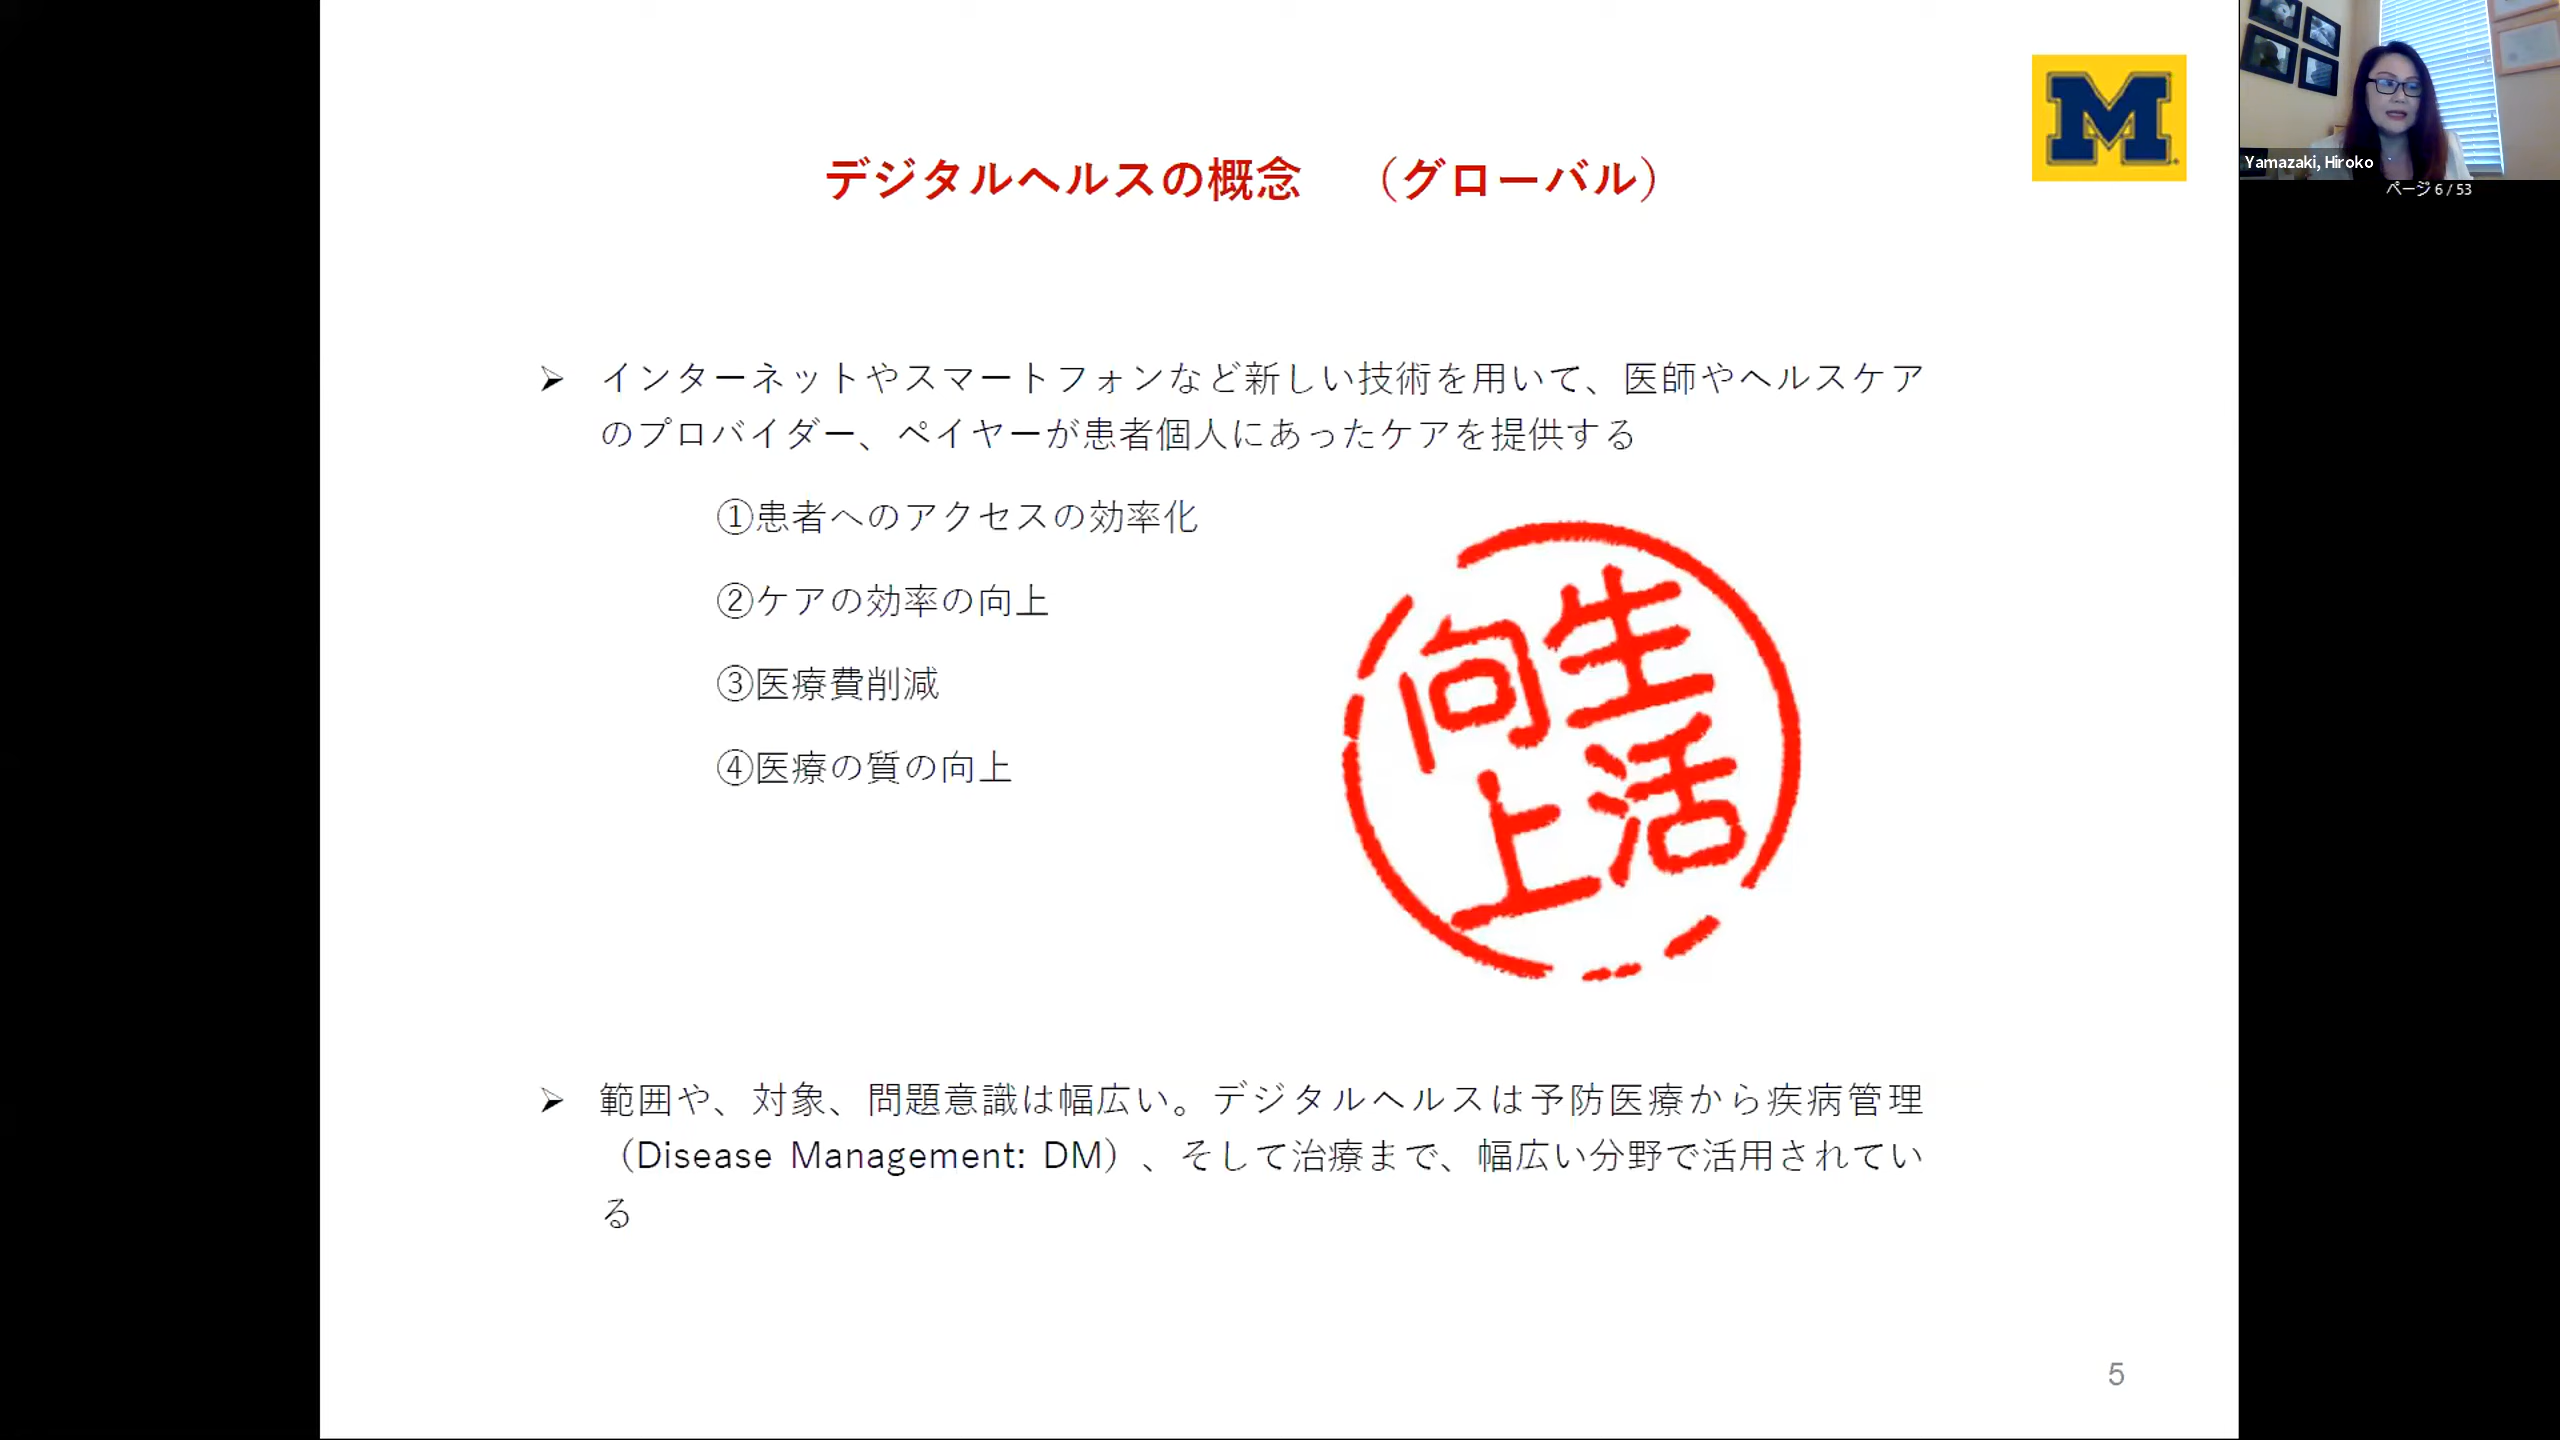 デジタルヘルスの概念　（グローバル）
M
Yamazaki, Hiroko
ページ 6 / 53
➢ インターネットやスマートフォンなど新しい技術を用いて、医師やヘルスケア
のプロバイダー、ペイヤーが患者個人にあったケアを提供する
①患者へのアクセスの効率化
②ケアの効率の向上
③医療費削減
④医療の質の向上
生活
向上
➢ 範囲や、対象、問題意識は幅広い。デジタルヘルスは予防医療から疾病管理
（Disease Management: DM）、そして治療まで、幅広い分野で活用されてい
る
5